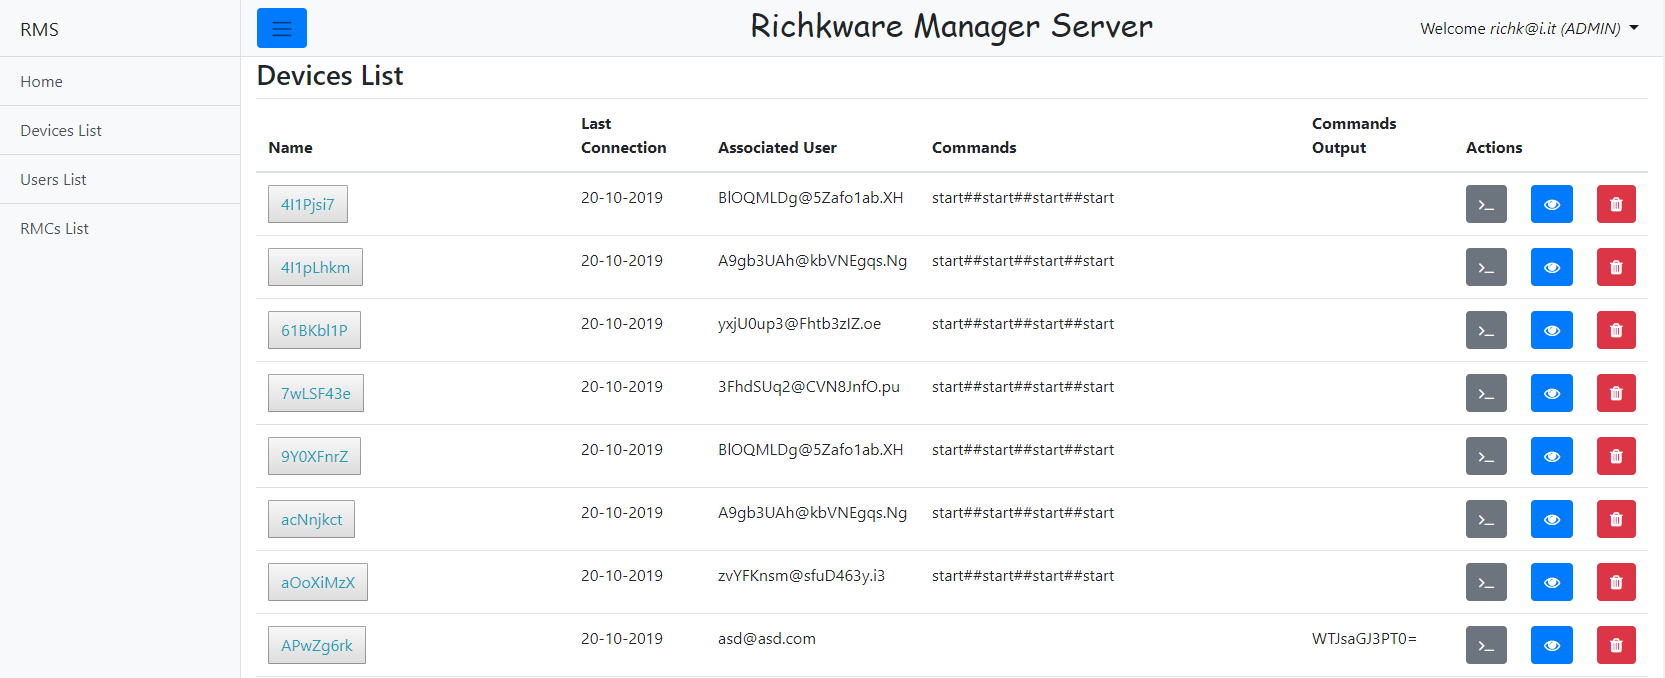 RMS
Richkware Manager Server
Welcome richk@i.it (ADMIN)
Home
Devices List
Users List
RMCs List
Devices List
Name Last Connection Associated User Commands Commands Output Actions
4I1Pjsi7 20-10-2019 BlOQMLDg@5Zafo1ab.XH start##start##start##start
4I1pLhkm 20-10-2019 A9gb3UAh@kbVNEgqs.Ng start##start##start##start
61BKbl1P 20-10-2019 yxjU0up3@Fhtb3zIZ.oe start##start##start##start
7wLSF43e 20-10-2019 3FhdSUq2@CVN8JnfO.pu start##start##start##start
9Y0XFnrZ 20-10-2019 BlOQMLDg@5Zafo1ab.XH start##start##start##start
acNnjkct 20-10-2019 A9gb3UAh@kbVNEgqs.Ng start##start##start##start
aOoXiMzX 20-10-2019 zvYFKnsm@sfuD463y.i3 start##start##start##start
APwZg6rk 20-10-2019 asd@asd.com WTJsaGJ3PT0=